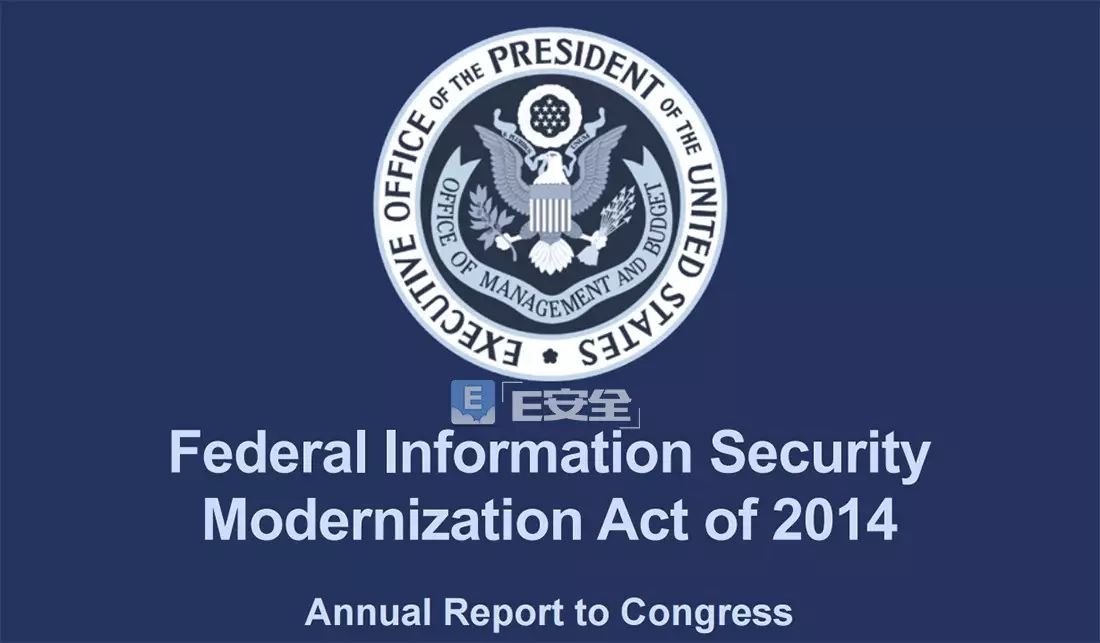 EXECUTIVE OFFICE OF THE PRESIDENT OF THE UNITED STATES
E PLURIBUS UNUM
OFFICE OF MANAGEMENT AND BUDGET
E「E安全」
Federal Information Security
Modernization Act of 2014
Annual Report to Congress